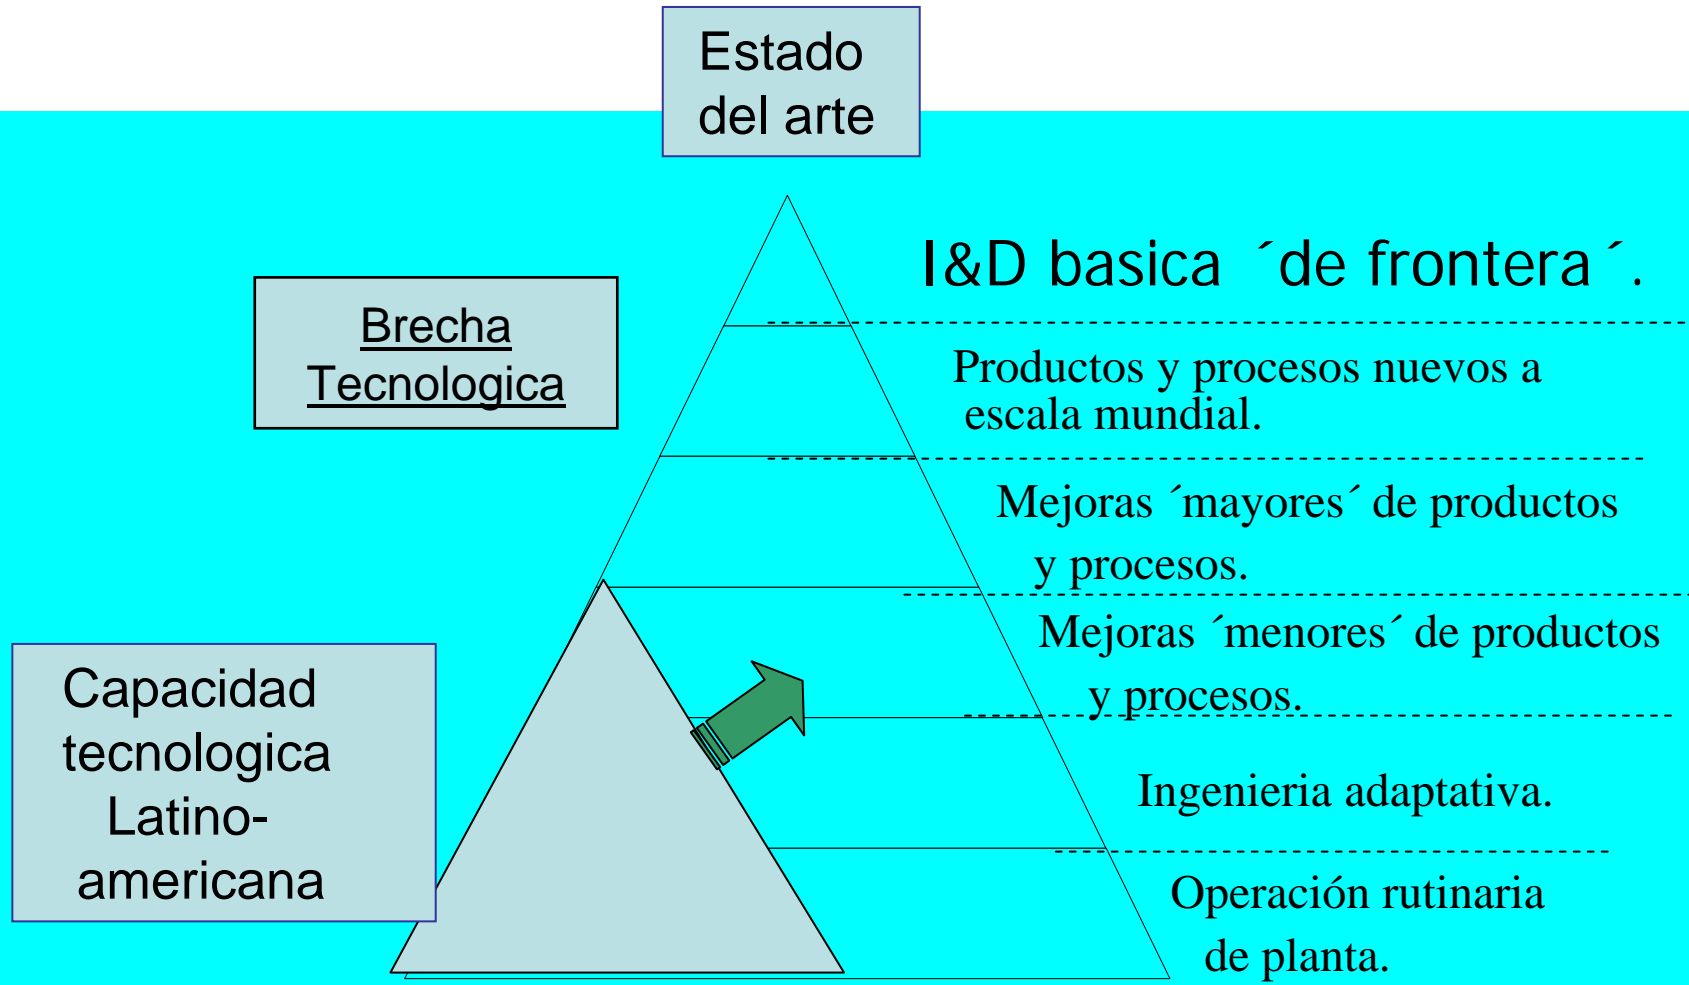 Estado
del arte
I&D basica ´de frontera´.
Brecha
Tecnologica
Productos y procesos nuevos a
escala mundial.
Mejoras ´mayores´ de productos
y procesos.
Mejoras ´menores´ de productos
y procesos.
Capacidad
tecnologica
Latino-
americana
Ingenieria adaptativa.
Operación rutinaria
de planta.